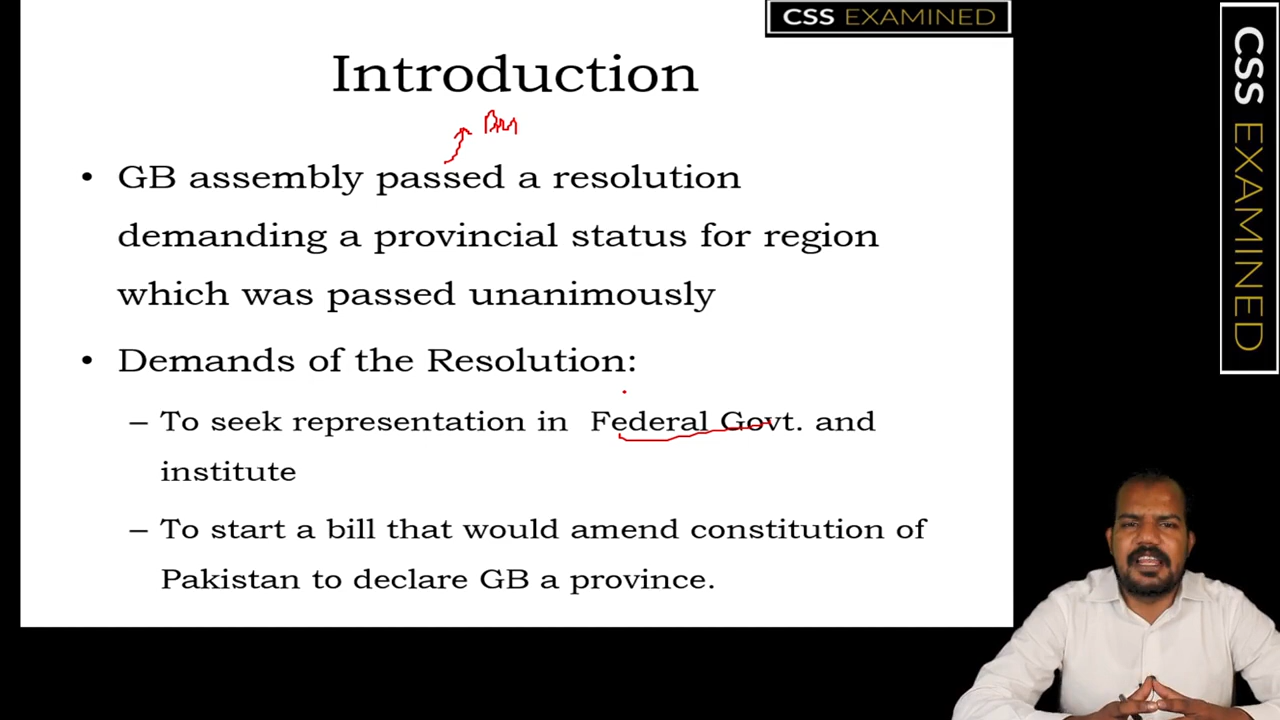 CSS EXAMINED
Introduction
• GB assembly passed a resolution
demanding a provincial status for region
which was passed unanimously
• Demands of the Resolution:
– To seek representation in Federal Govt. and
institute
– To start a bill that would amend constitution of
Pakistan to declare GB a province.
CSS EXAMINED